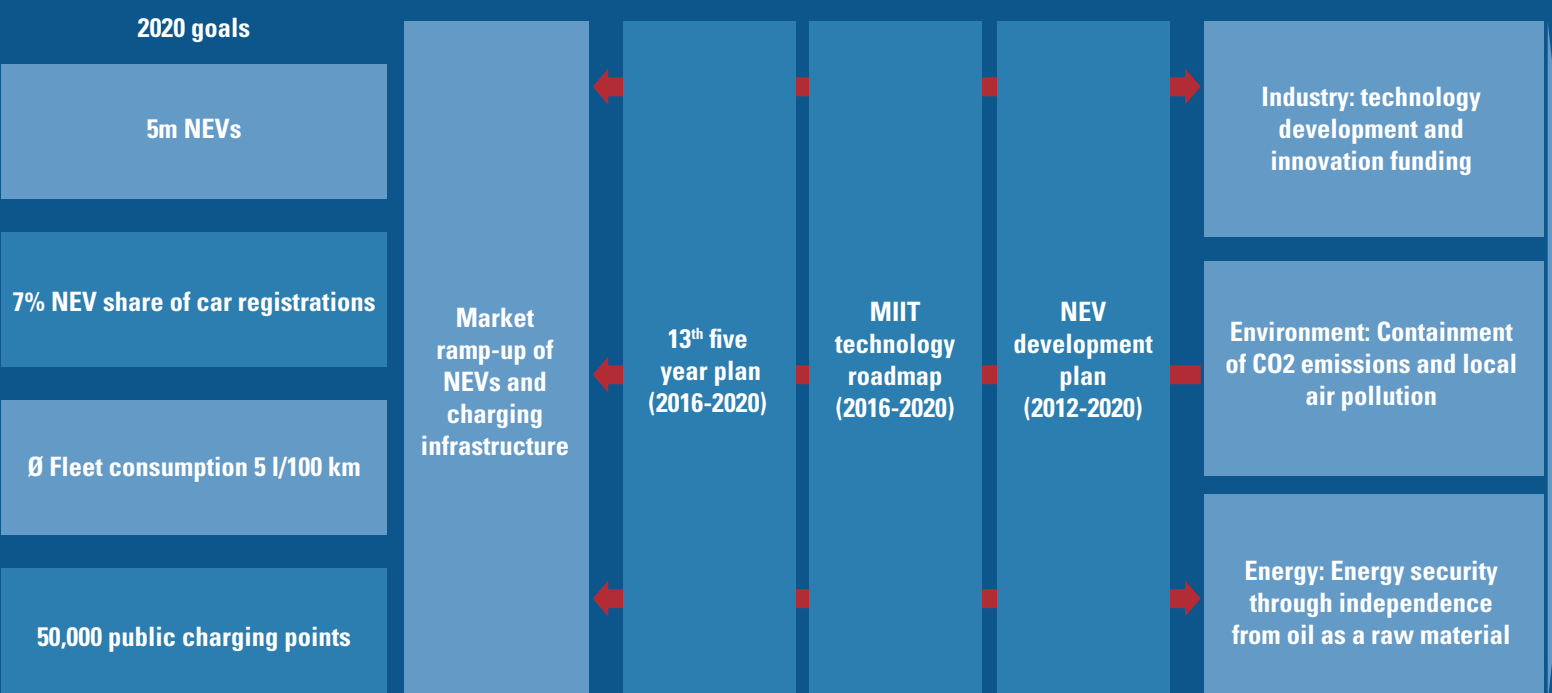 2020 goals
5m NEVs
7% NEV share of car registrations
Ø Fleet consumption 5 l/100 km
50,000 public charging points
Market
ramp-up of
NEVs and
charging
infrastructure
13th five
year plan
(2016-2020)
MIIT
technology
roadmap
(2016-2020)
NEV
development
plan
(2012-2020)
Industry: technology
development and
innovation funding
Environment: Containment
of CO2 emissions and local
air pollution
Energy: Energy security
through independence
from oil as a raw material